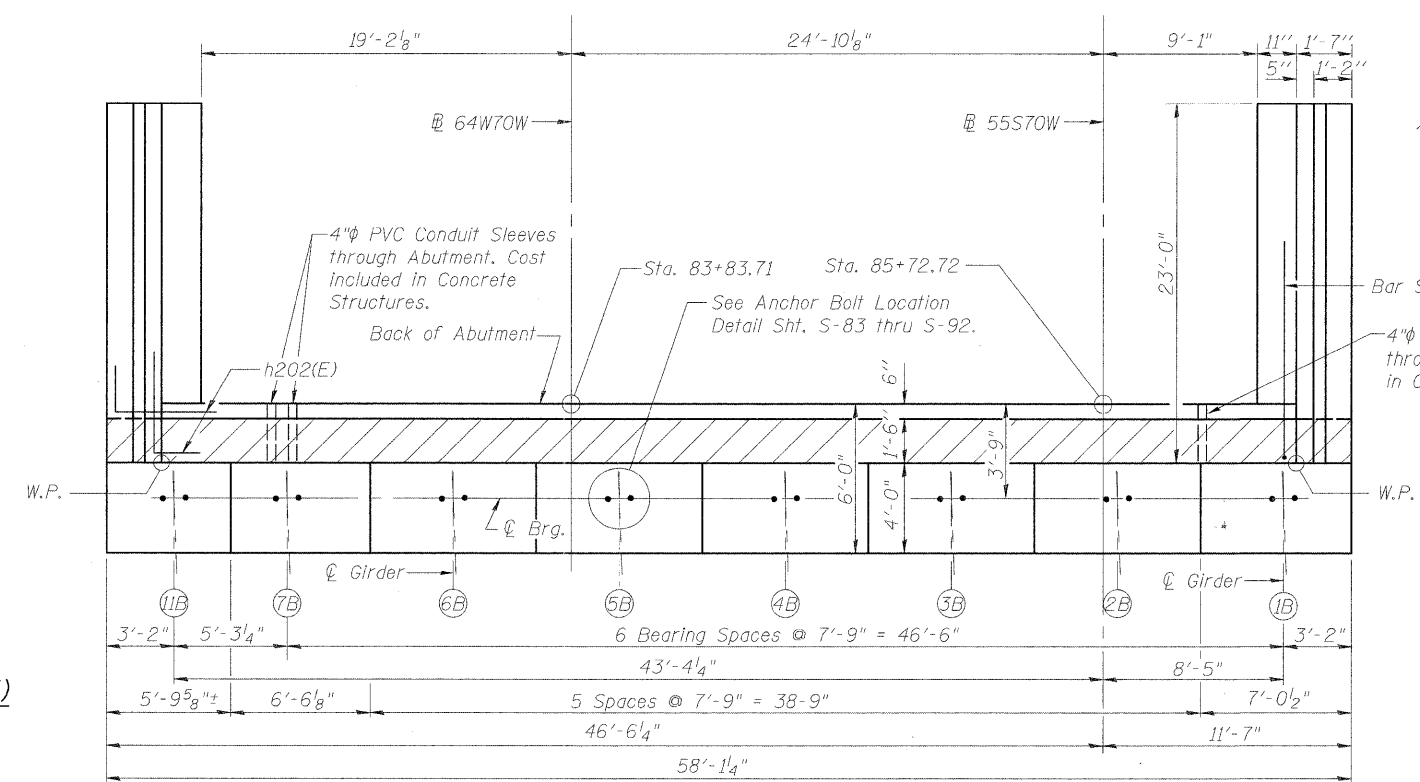 19'-2 1/8"
24'-10 1/8"
9'-1"
11"
1'-7"
5"
1'-2"
℄ 64W70W
℄ 55S70W
4"φ PVC Conduit Sleeves
through Abutment. Cost
included in Concrete
Structures.
Back of Abutment
h202(E)
Sta. 83+83.71
Sta. 85+72.72
See Anchor Bolt Location
Detail Sht. S-83 thru S-92.
23'-0"
Bar
4"φ
6"
1'-6"
3'-9"
6'-0"
4'-0"
W.P.
W.P.
℄ Brg.
℄ Girder
℄ Girder
11B
7B
6B
5B
4B
3B
2B
1B
3'-2"
5'-3 1/4"
6 Bearing Spaces @ 7'-9" = 46'-6"
3'-2"
43'-4 1/4"
8'-5"
5'-9 5/8"±
6'-6 1/8"
5 Spaces @ 7'-9" = 38-9"
7'-0 1/2"
46'-6 1/4"
11'-7"
58'-1 1/4"